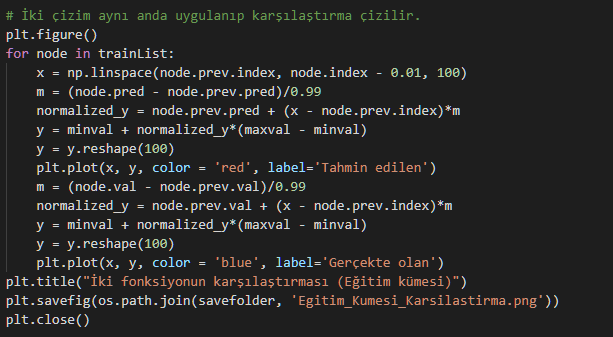 # İki çizim aynı anda uygulanıp karşılaştırma çizilir.
plt.figure()
for node in trainList:
    x = np.linspace(node.prev.index, node.index - 0.01, 100)
    m = (node.pred - node.prev.pred)/0.99
    normalized_y = node.prev.pred + (x - node.prev.index)*m
    y = minval + normalized_y*(maxval - minval)
    y = y.reshape(100)
    plt.plot(x, y, color = 'red', label='Tahmin edilen')
    m = (node.val - node.prev.val)/0.99
    normalized_y = node.prev.val + (x - node.prev.index)*m
    y = minval + normalized_y*(maxval - minval)
    y = y.reshape(100)
    plt.plot(x, y, color = 'blue', label='Gerçekte olan')
plt.title("İki fonksiyonun karşılaştırması (Eğitim kümesi)")
plt.savefig(os.path.join(savefolder, 'Egitim_Kumesi_Karsilastirma.png'))
plt.close()